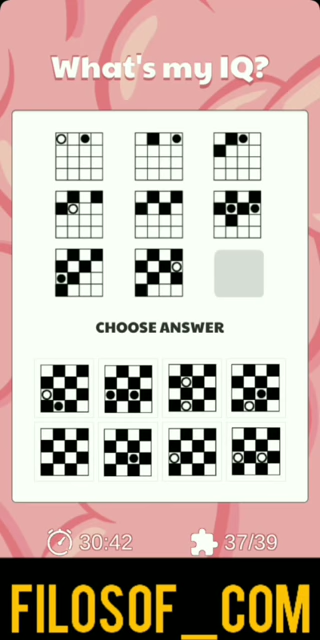 What's my IQ?
CHOOSE ANSWER
30:42
37/39
FILOSOF_COM